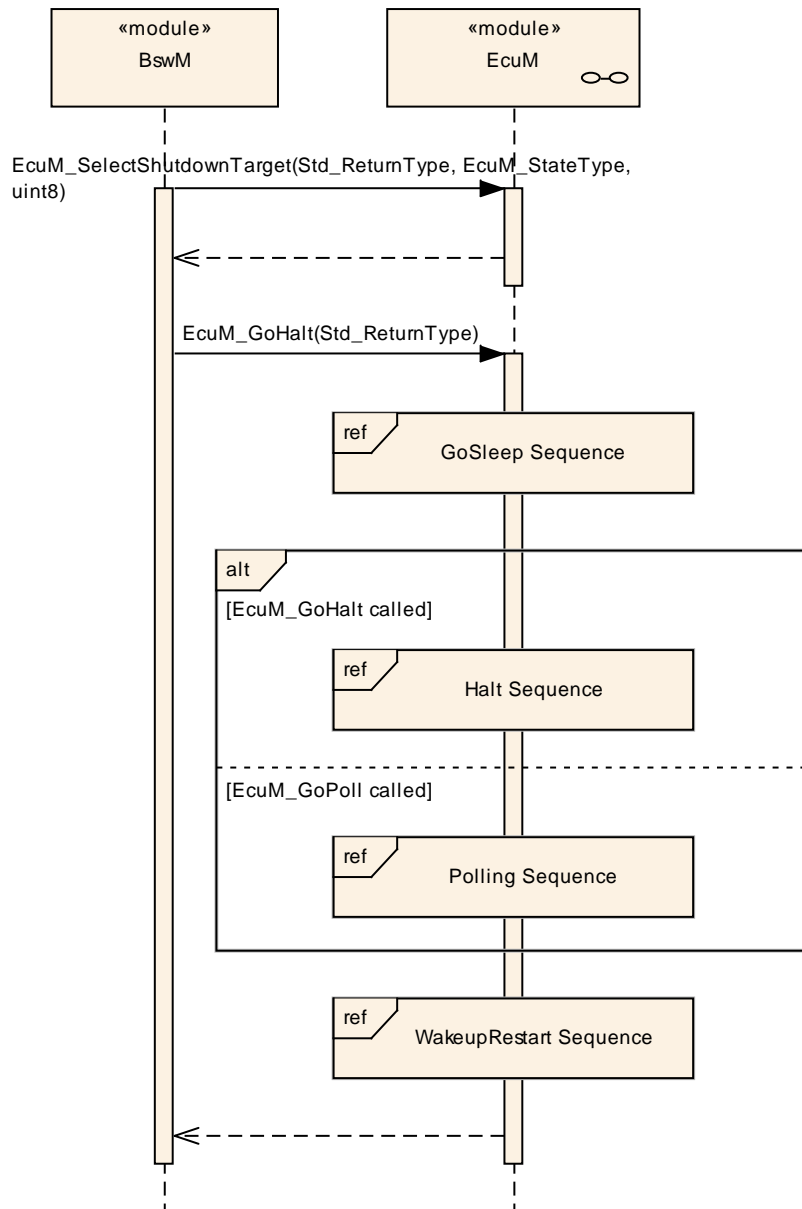 «module»
BswM
«module»
EcuM
EcuM_SelectShutdownTarget(Std_ReturnType, EcuM_StateType,
uint8)
EcuM_GoHalt(Std_ReturnType)
ref
GoSleep Sequence
alt
[EcuM_GoHalt called]
ref
Halt Sequence
[EcuM_GoPoll called]
ref
Polling Sequence
ref
WakeupRestart Sequence